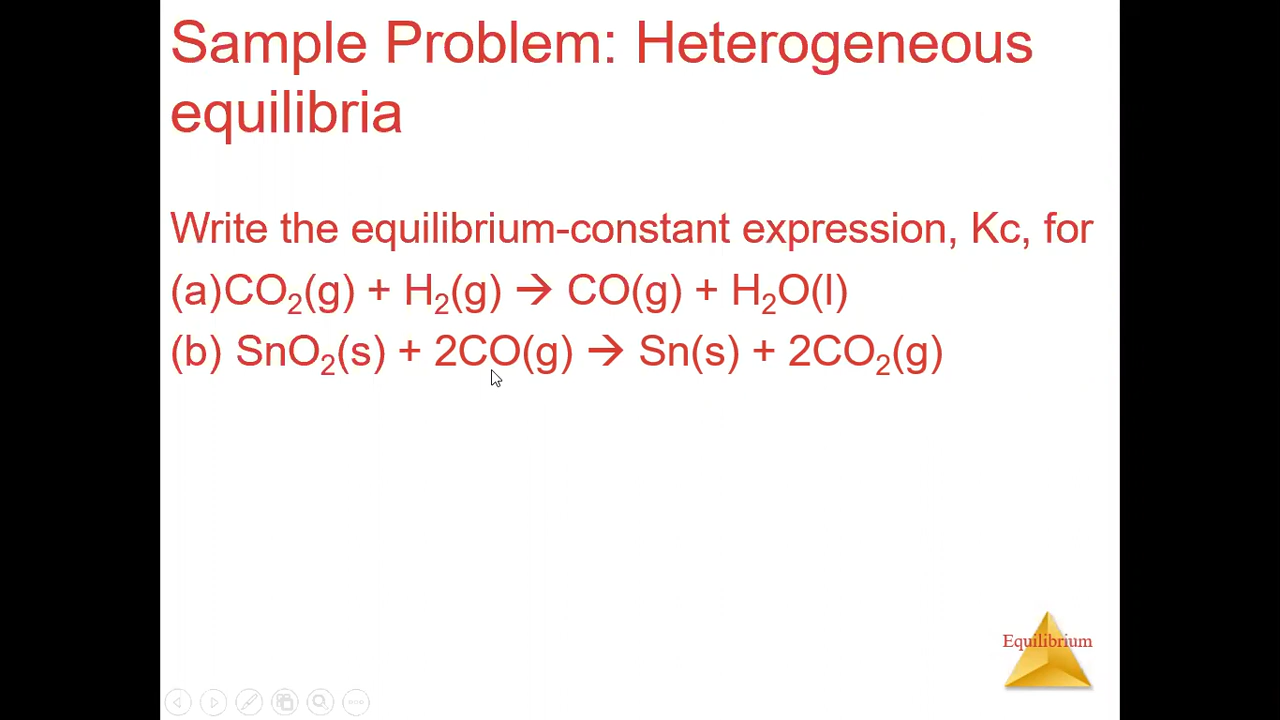 Sample Problem: Heterogeneous
equilibria
Write the equilibrium-constant expression, Kc, for
(a)CO₂(g) + H₂(g) → CO(g) + H₂O(l)
(b) SnO₂(s) + 2CO(g) → Sn(s) + 2CO₂(g)
Equilibrium